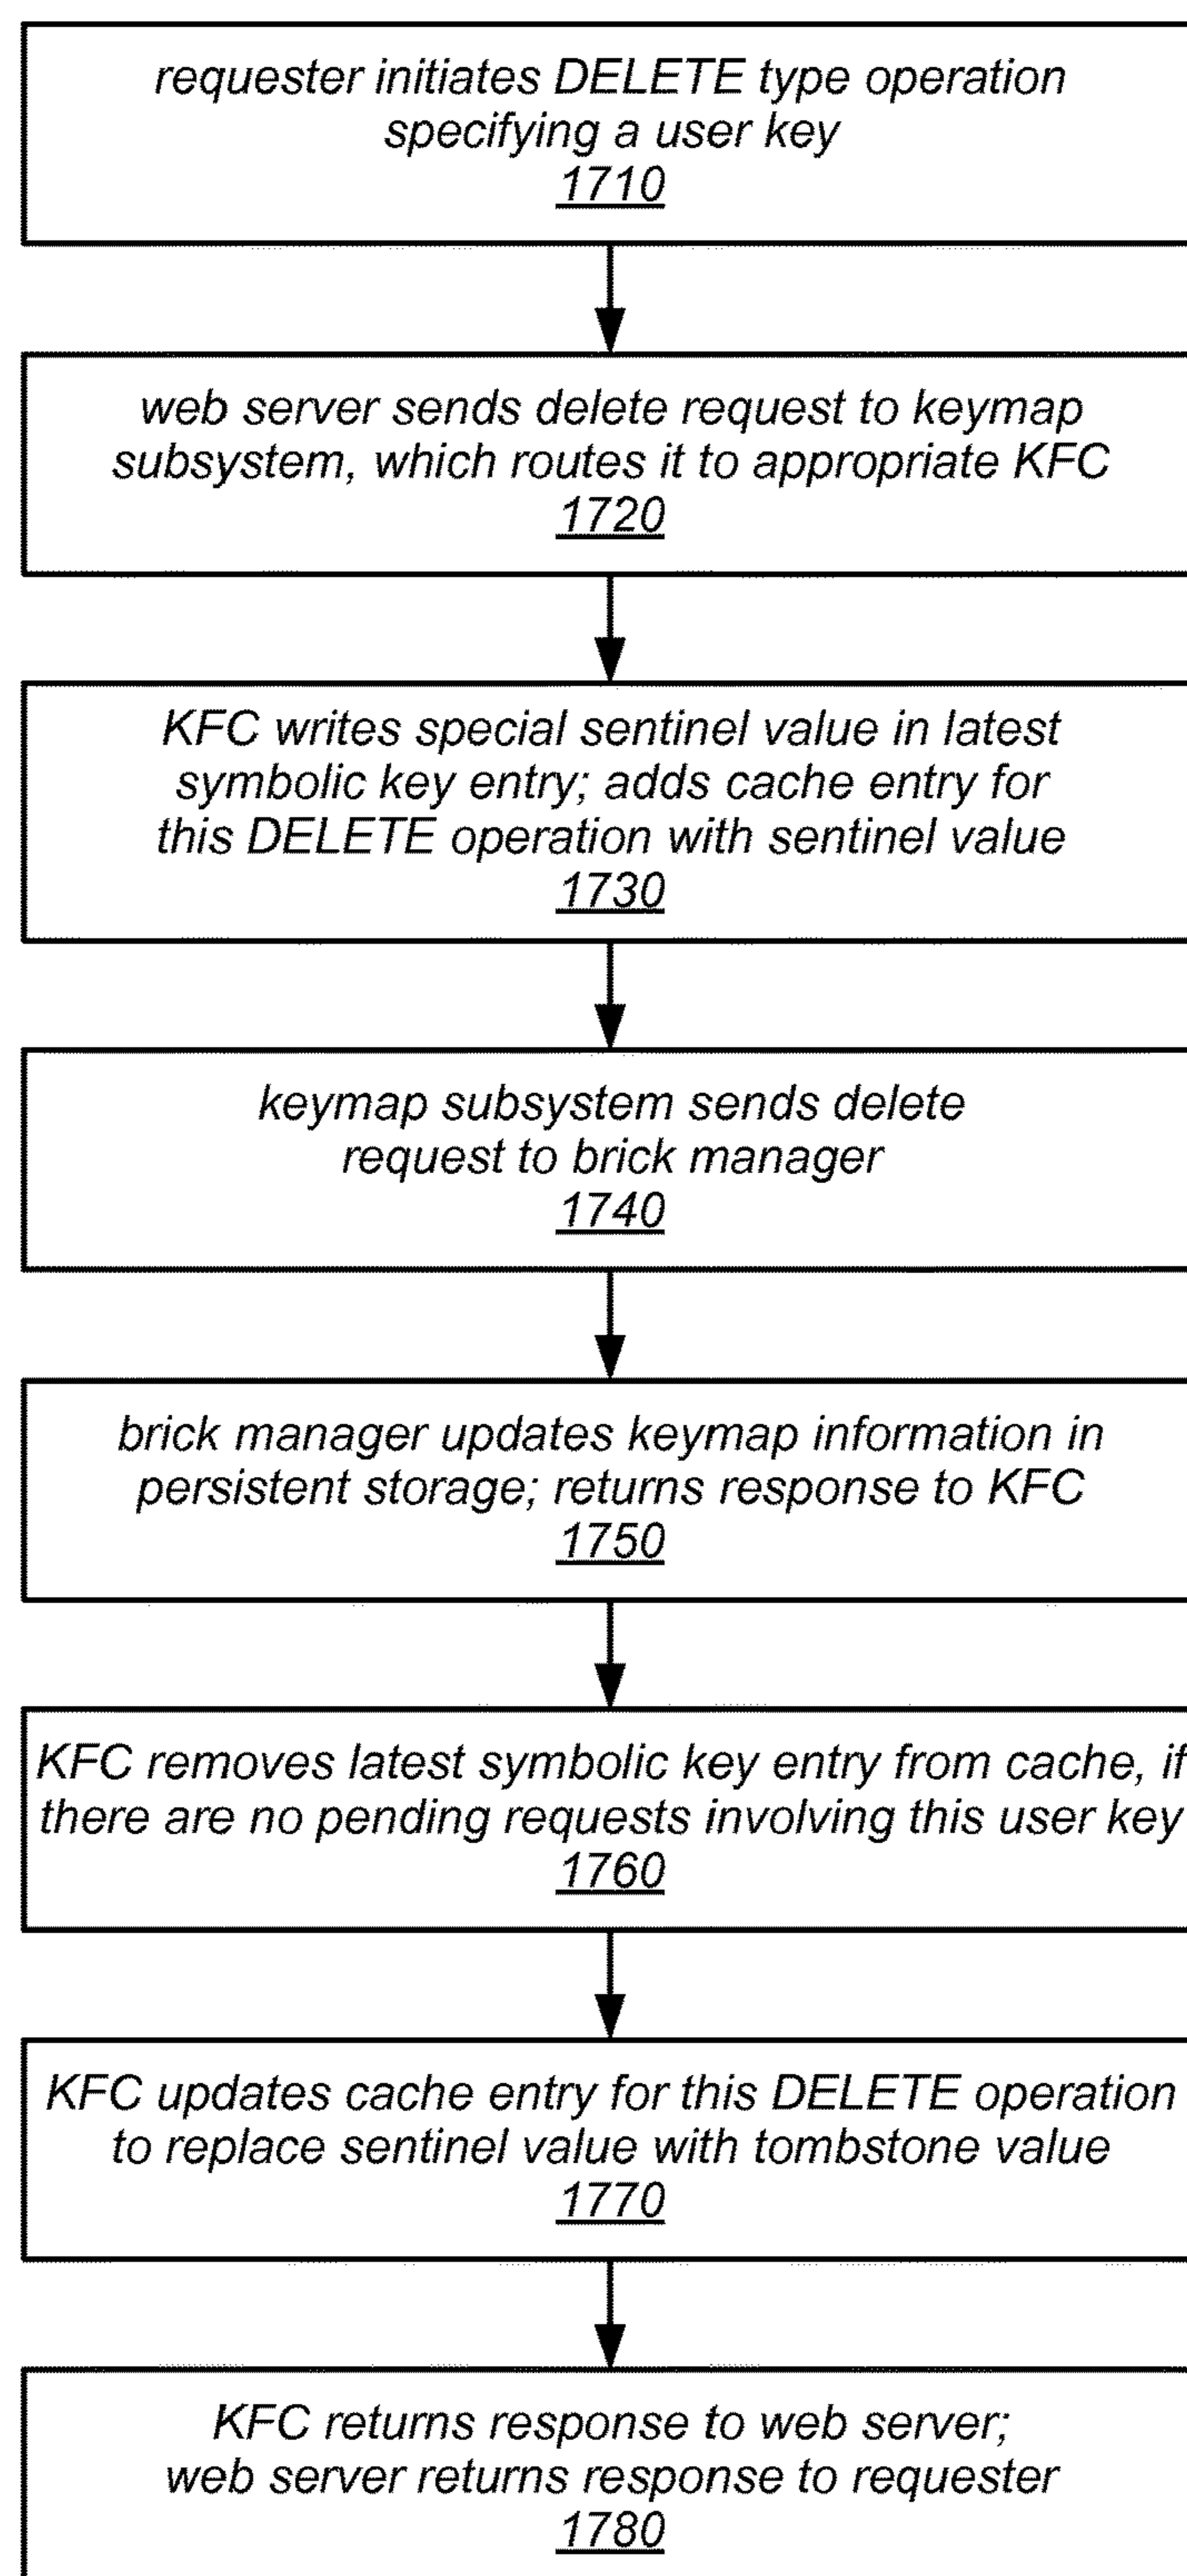 requester initiates DELETE type operation
specifying a user key
1710
web server sends delete request to keymap
subsystem, which routes it to appropriate KFC
1720
KFC writes special sentinel value in latest
symbolic key entry; adds cache entry for
this DELETE operation with sentinel value
1730
keymap subsystem sends delete
request to brick manager
1740
brick manager updates keymap information in
persistent storage; returns response to KFC
1750
KFC removes latest symbolic key entry from cache, if
there are no pending requests involving this user key
1760
KFC updates cache entry for this DELETE operation
to replace sentinel value with tombstone value
1770
KFC returns response to web server;
web server returns response to requester
1780